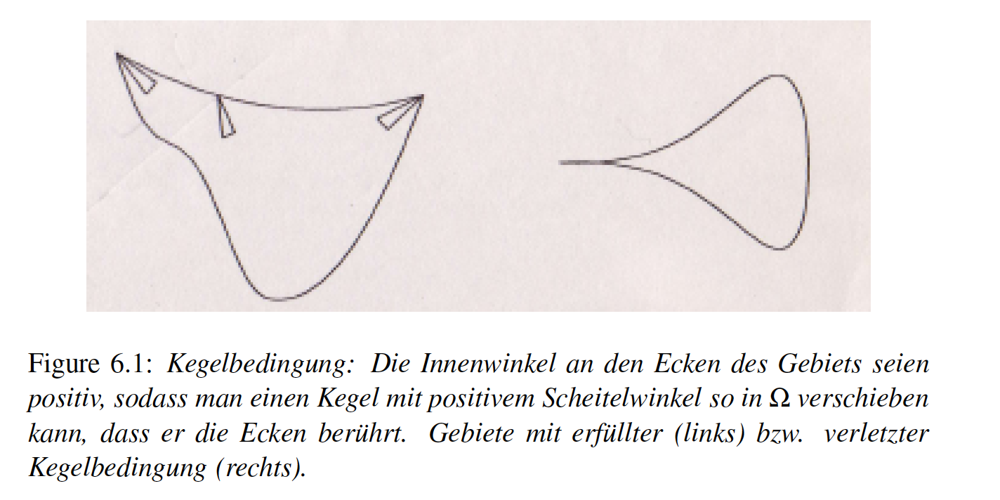 Figure 6.1: Kegelbedingung: Die Innenwinkel an den Ecken des Gebiets seien
positiv, sodass man einen Kegel mit positivem Scheitelwinkel so in Ω verschieben
kann, dass er die Ecken berührt. Gebiete mit erfüllter (links) bzw. verletzter
Kegelbedingung (rechts).